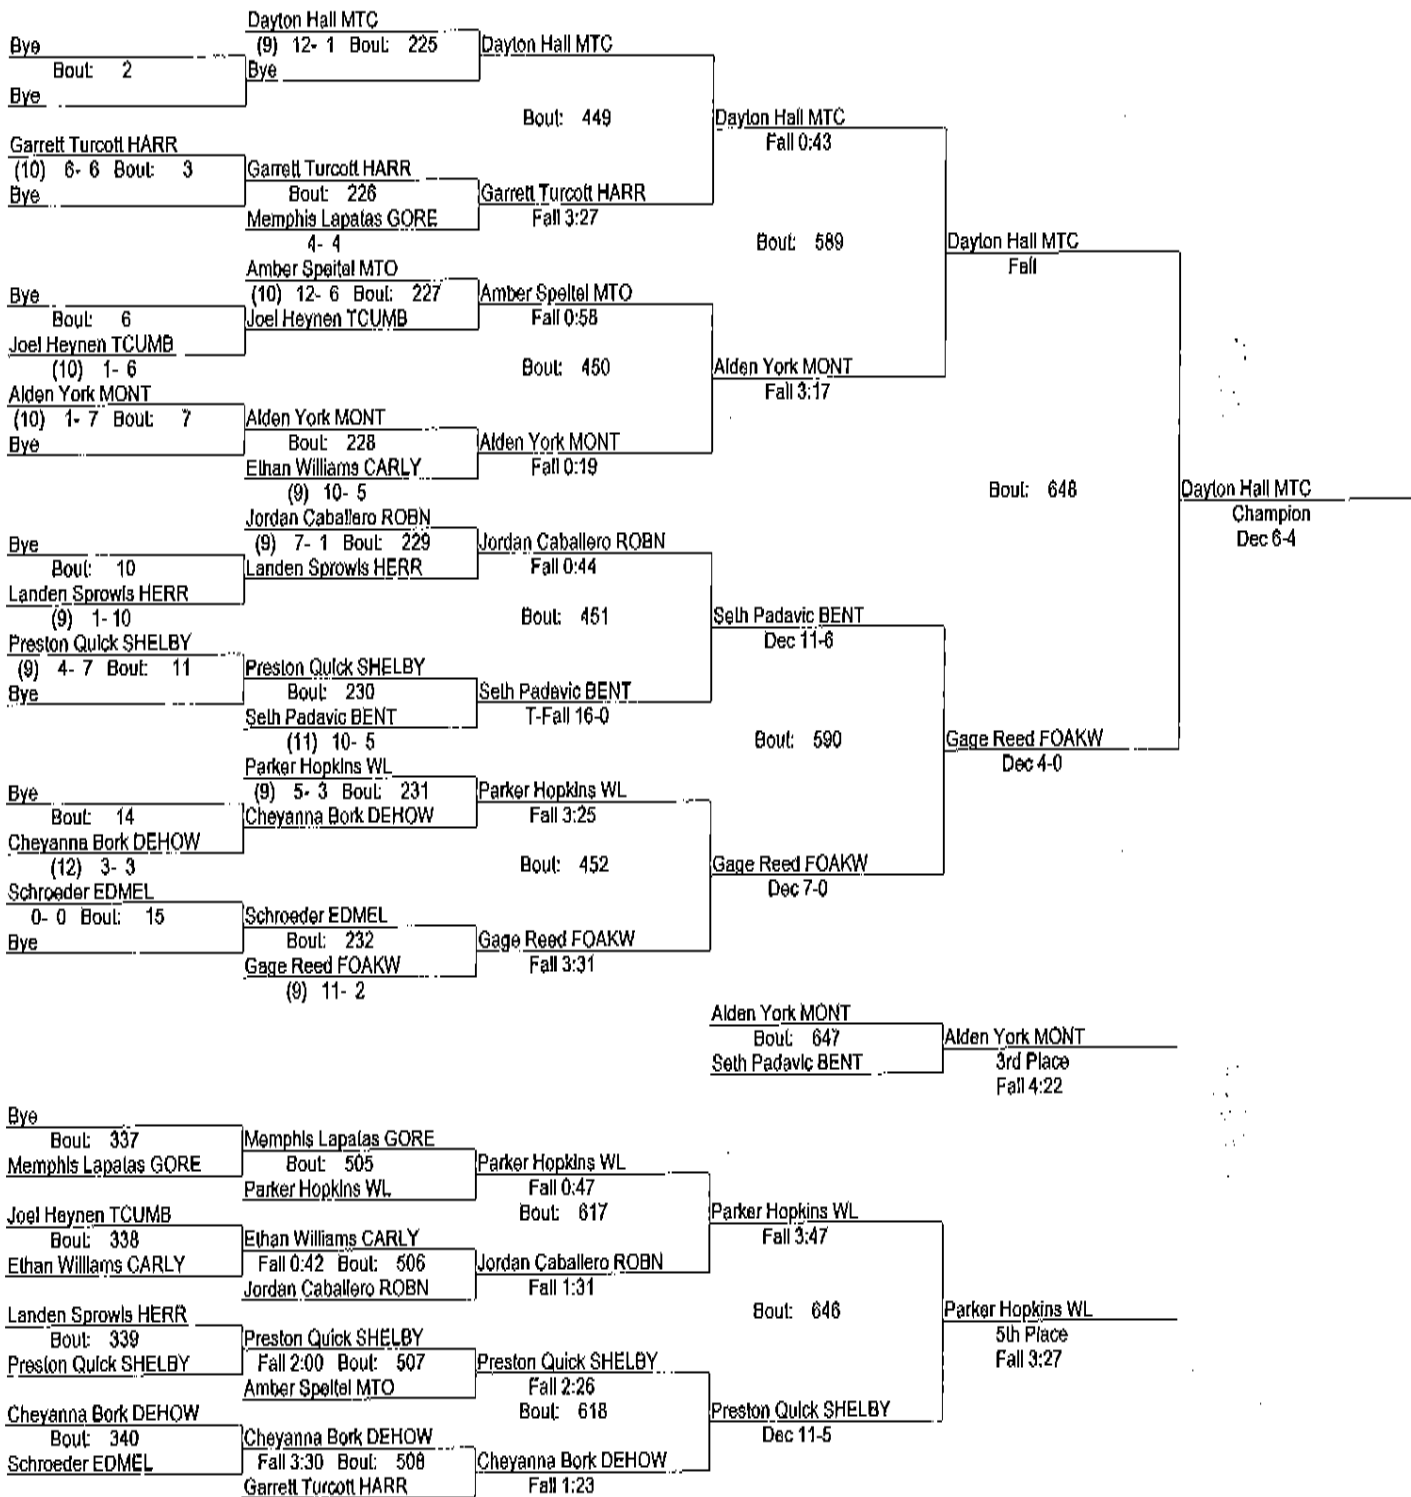 Dayton Hall MTC
Bye
(9) 12- 1 Bout: 225
Dayton Hall MTC
Bout: 2
Bye
Bye
Bout: 449
Dayton Hall MTC
Fall 0:43
Garrett Turcott HARR
(10) 6- 6 Bout: 3
Garrett Turcott HARR
Bye
Bout: 226
Garrett Turcott HARR
Memphis Lapatas GORE
Fall 3:27
4- 4
Bout: 589
Dayton Hall MTC
Fall
Amber Speitel MTO
Bye
(10) 12- 6 Bout: 227
Amber Speitel MTO
Bout: 6
Joel Heynen TCUMB
Fall 0:58
Joel Heynen TCUMB
(10) 1- 6
Bout: 450
Alden York MONT
Fall 3:17
Alden York MONT
(10) 1- 7 Bout: 7
Alden York MONT
Bye
Bout: 228
Alden York MONT
Ethan Williams CARLY
Fall 0:19
(9) 10- 5
Bout: 648
Dayton Hall MTC
Champion
Dec 6-4
Jordan Caballero ROBN
Bye
(9) 7- 1 Bout: 229
Jordan Caballero ROBN
Bout: 10
Landen Sprowls HERR
Fall 0:44
Landen Sprowls HERR
(9) 1- 10
Bout: 451
Seth Padavic BENT
Dec 11-6
Preston Quick SHELBY
(9) 4- 7 Bout: 11
Preston Quick SHELBY
Bye
Bout: 230
Seth Padavic BENT
Seth Padavic BENT
T-Fall 16-0
(11) 10- 5
Bout: 590
Gage Reed FOAKW
Dec 4-0
Parker Hopkins WL
Bye
(9) 5- 3 Bout: 231
Parker Hopkins WL
Bout: 14
Cheyanna Bork DEHOW
Fall 3:25
Cheyanna Bork DEHOW
(12) 3- 3
Bout: 452
Gage Reed FOAKW
Dec 7-0
Schroeder EDMEL
0- 0 Bout: 15
Schroeder EDMEL
Bye
Bout: 232
Gage Reed FOAKW
Gage Reed FOAKW
Fall 3:31
(9) 11- 2
Alden York MONT
Bout: 647
Alden York MONT
Seth Padavic BENT
3rd Place
Fall 4:22
Bye
Bout: 337
Memphis Lapatas GORE
Memphis Lapatas GORE
Bout: 505
Parker Hopkins WL
Parker Hopkins WL
Fall 0:47
Bout: 617
Parker Hopkins WL
Fall 3:47
Joel Heynen TCUMB
Bout: 338
Ethan Williams CARLY
Ethan Williams CARLY
Fall 0:42 Bout: 506
Jordan Caballero ROBN
Jordan Caballero ROBN
Fall 1:31
Bout: 646
Parker Hopkins WL
5th Place
Fall 3:27
Landen Sprowls HERR
Bout: 339
Preston Quick SHELBY
Preston Quick SHELBY
Fall 2:00 Bout: 507
Preston Quick SHELBY
Amber Speitel MTO
Fall 2:26
Bout: 618
Preston Quick SHELBY
Dec 11-5
Cheyanna Bork DEHOW
Bout: 340
Cheyanna Bork DEHOW
Schroeder EDMEL
Fall 3:30 Bout: 508
Cheyanna Bork DEHOW
Garrett Turcott HARR
Fall 1:23